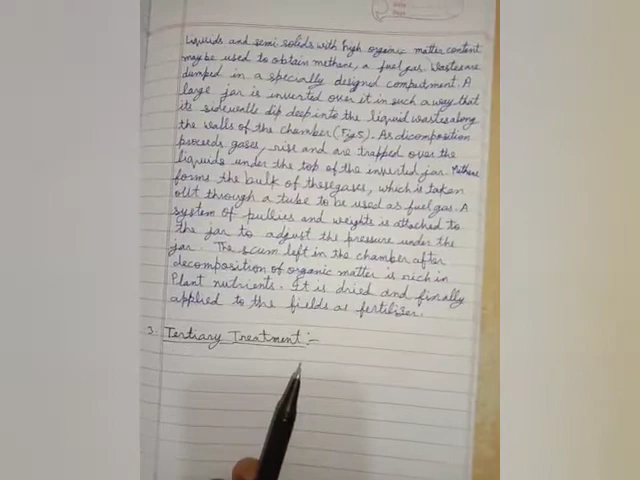 Liquids and semi solids with high organic matter content
may be used to obtain methane, a fuel gas. Wastes are
dumped in a specially designed compartment. A
large jar is inverted over it in such a way that
its sidewalls dip deep into the liquid wastes along
the walls of the chamber (Fig 5). As dicomposition
proceeds gases, rise and are trapped over the
liquids under the top of the inverted jar. Methane
forms the bulk of these gases, which is taken
out through a tube to be used as fuel gas. A
system of pullies and weights is attached to
the jar to adjust the pressure under the
jar. The scum left in the chamber after
decomposition of organic matter is rich in
Plant nutrients. It is dried and finally
applied to the fields as fertilizer.
3. Tertiary Treatment :-